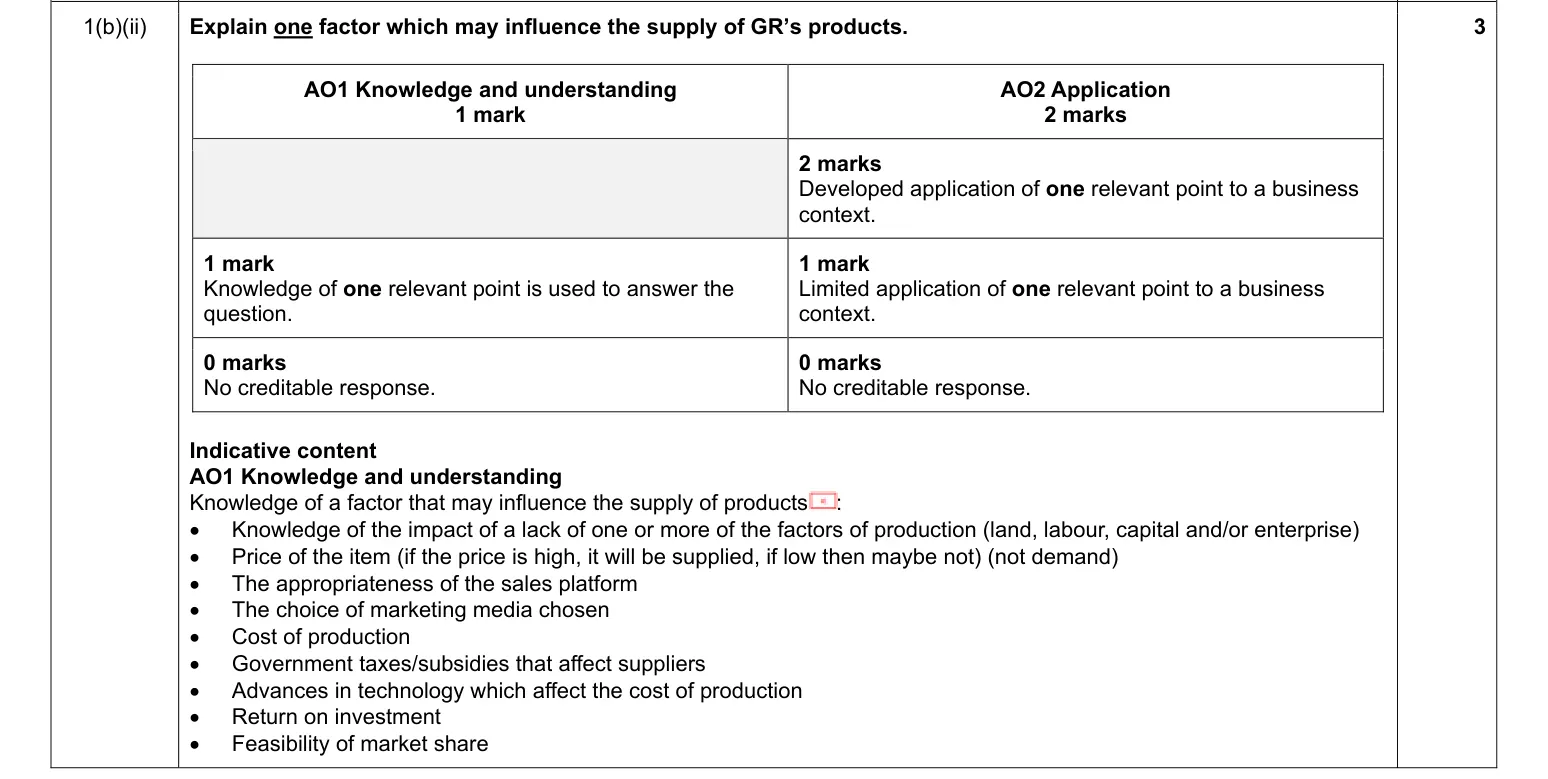 1(b)(ii)
Explain one factor which may influence the supply of GR's products.
3
AO1 Knowledge and understanding
1 mark
AO2 Application
2 marks
2 marks
Developed application of one relevant point to a business
context.
1 mark
Knowledge of one relevant point is used to answer the
question.
1 mark
Limited application of one relevant point to a business
context.
0 marks
No creditable response.
0 marks
No creditable response.
Indicative content
AO1 Knowledge and understanding
Knowledge of a factor that may influence the supply of products :
• Knowledge of the impact of a lack of one or more of the factors of production (land, labour, capital and/or enterprise)
• Price of the item (if the price is high, it will be supplied, if low then maybe not) (not demand)
• The appropriateness of the sales platform
• The choice of marketing media chosen
• Cost of production
• Government taxes/subsidies that affect suppliers
• Advances in technology which affect the cost of production
• Return on investment
• Feasibility of market share